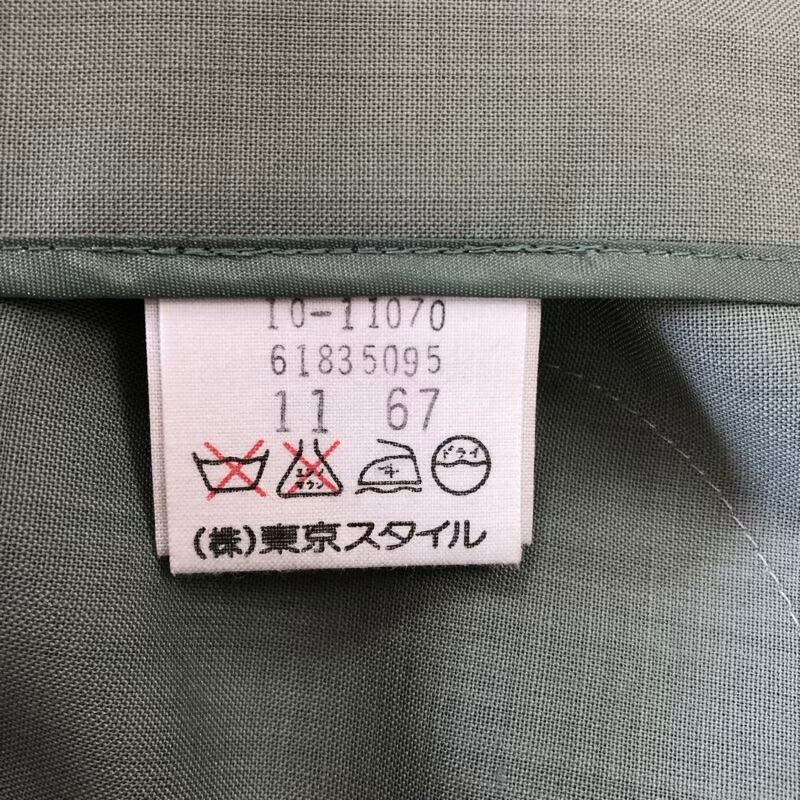 10-11070
61835095
11 67
エンソ サラシ 中 ドライ
(株)東京スタイル